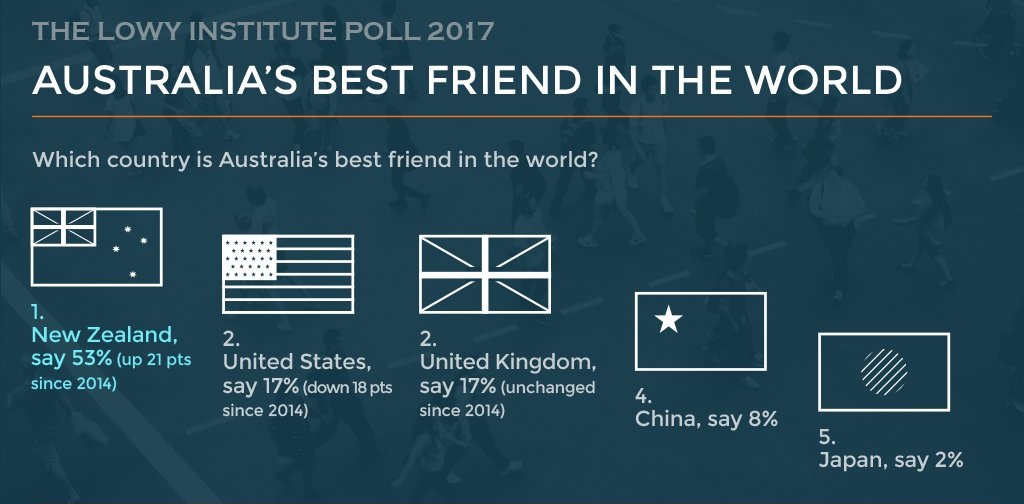 THE LOWY INSTITUTE POLL 2017
AUSTRALIA'S BEST FRIEND IN THE WORLD
Which country is Australia's best friend in the world?
1.
New Zealand,
say 53% (up 21 pts
since 2014)
2.
United States,
say 17% (down 18 pts
since 2014)
2.
United Kingdom,
say 17% (unchanged
since 2014)
4.
China, say 8%
5.
Japan, say 2%